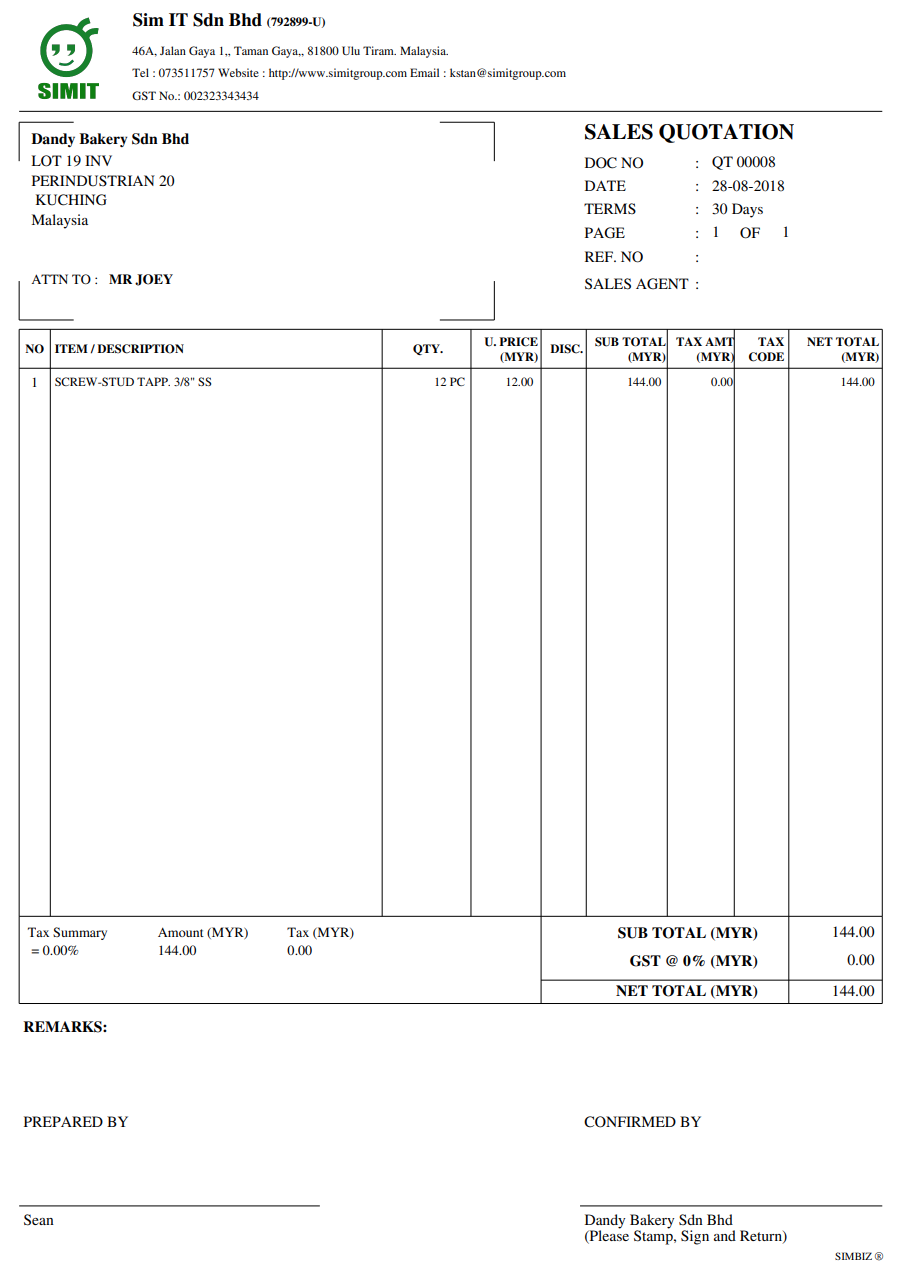 SIMIT
Sim IT Sdn Bhd (792899-U)
46A, Jalan Gaya 1,, Taman Gaya,, 81800 Ulu Tiram. Malaysia.
Tel : 073511757 Website : http://www.simitgroup.com Email : kstan@simitgroup.com
GST No.: 002323343434
Dandy Bakery Sdn Bhd
LOT 19 INV
PERINDUSTRIAN 20
KUCHING
Malaysia
ATTN TO : MR JOEY
SALES QUOTATION
DOC NO : QT 00008
DATE : 28-08-2018
TERMS : 30 Days
PAGE : 1 OF 1
REF. NO :
SALES AGENT :
NO ITEM / DESCRIPTION QTY. U. PRICE (MYR) DISC. SUB TOTAL (MYR) TAX AMT (MYR) TAX CODE NET TOTAL (MYR)
1 SCREW-STUD TAPP. 3/8" SS 12 PC 12.00 144.00 0.00 144.00
Tax Summary Amount (MYR) Tax (MYR)
= 0.00% 144.00 0.00
SUB TOTAL (MYR) 144.00
GST @ 0% (MYR) 0.00
NET TOTAL (MYR) 144.00
REMARKS:
PREPARED BY CONFIRMED BY
Sean Dandy Bakery Sdn Bhd
(Please Stamp, Sign and Return)
SIMBIZ ®